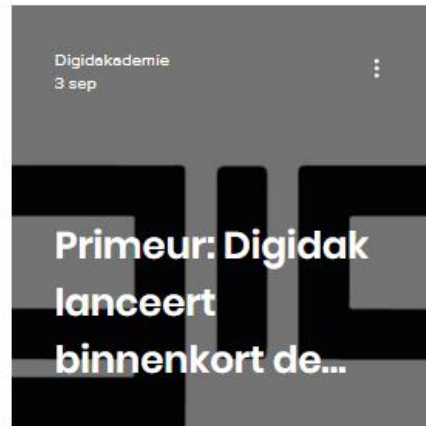 Digidakademie
3 sep
Primeur: Digidak
lanceert
binnenkort de...